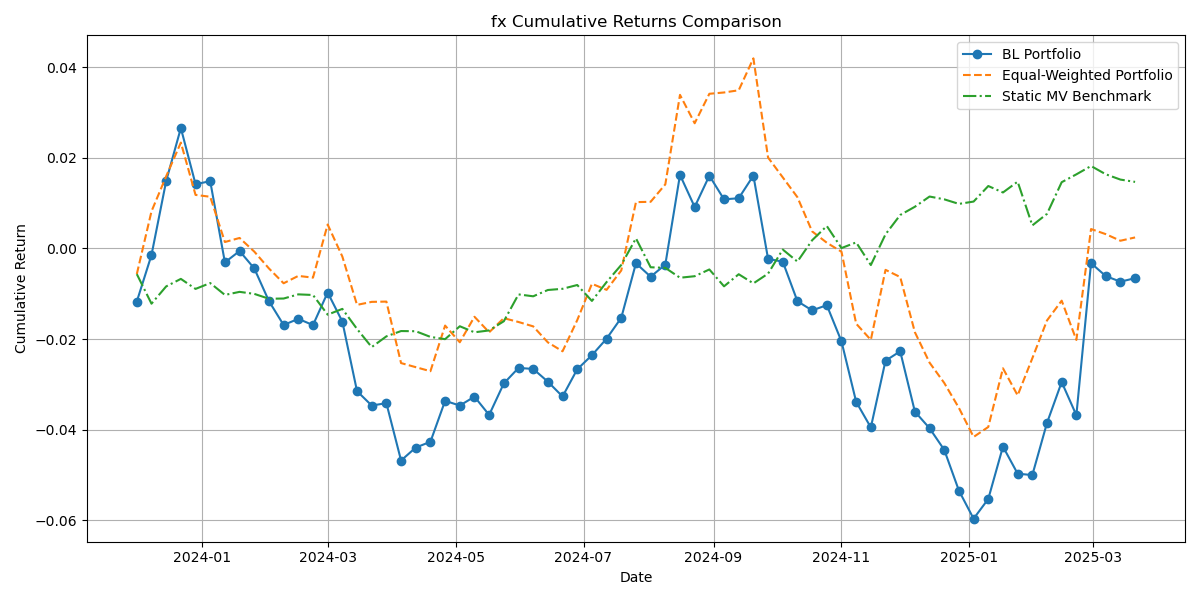 fx Cumulative Returns Comparison
BL Portfolio
Equal-Weighted Portfolio
Static MV Benchmark
Cumulative Return
0.04
0.02
0.00
−0.02
−0.04
−0.06
2024-01
2024-03
2024-05
2024-07
2024-09
2024-11
2025-01
2025-03
Date